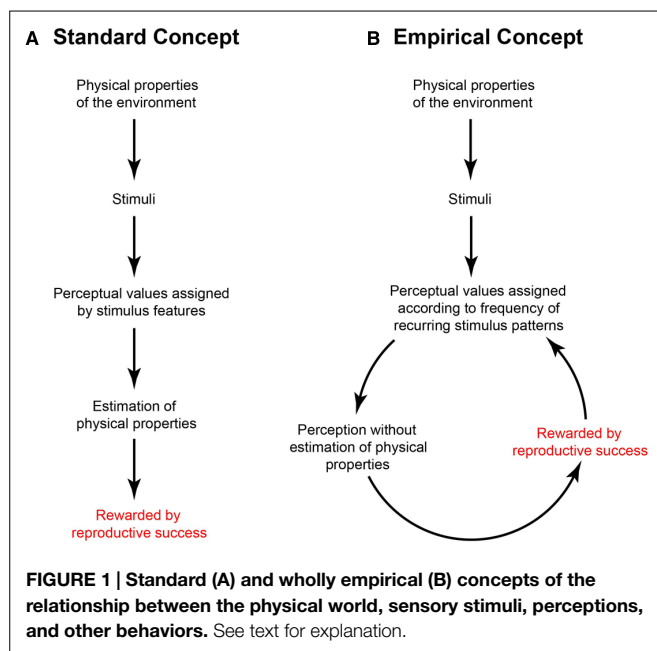 A Standard Concept
Physical properties
of the environment
Stimuli
Perceptual values assigned
by stimulus features
Estimation of
physical properties
Rewarded by
reproductive success
B Empirical Concept
Physical properties
of the environment
Stimuli
Perceptual values assigned
according to frequency of
recurring stimulus patterns
Perception without
estimation of physical
properties
Rewarded by
reproductive success
FIGURE 1 | Standard (A) and wholly empirical (B) concepts of the
relationship between the physical world, sensory stimuli, perceptions,
and other behaviors. See text for explanation.